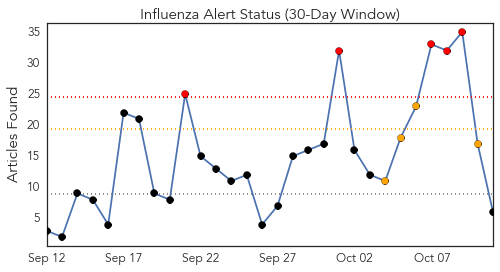 Influenza Alert Status (30-Day Window)
Articles Found
35
30
25
20
15
10
5
Sep 12 Sep 17 Sep 22 Sep 27 Oct 02 Oct 07